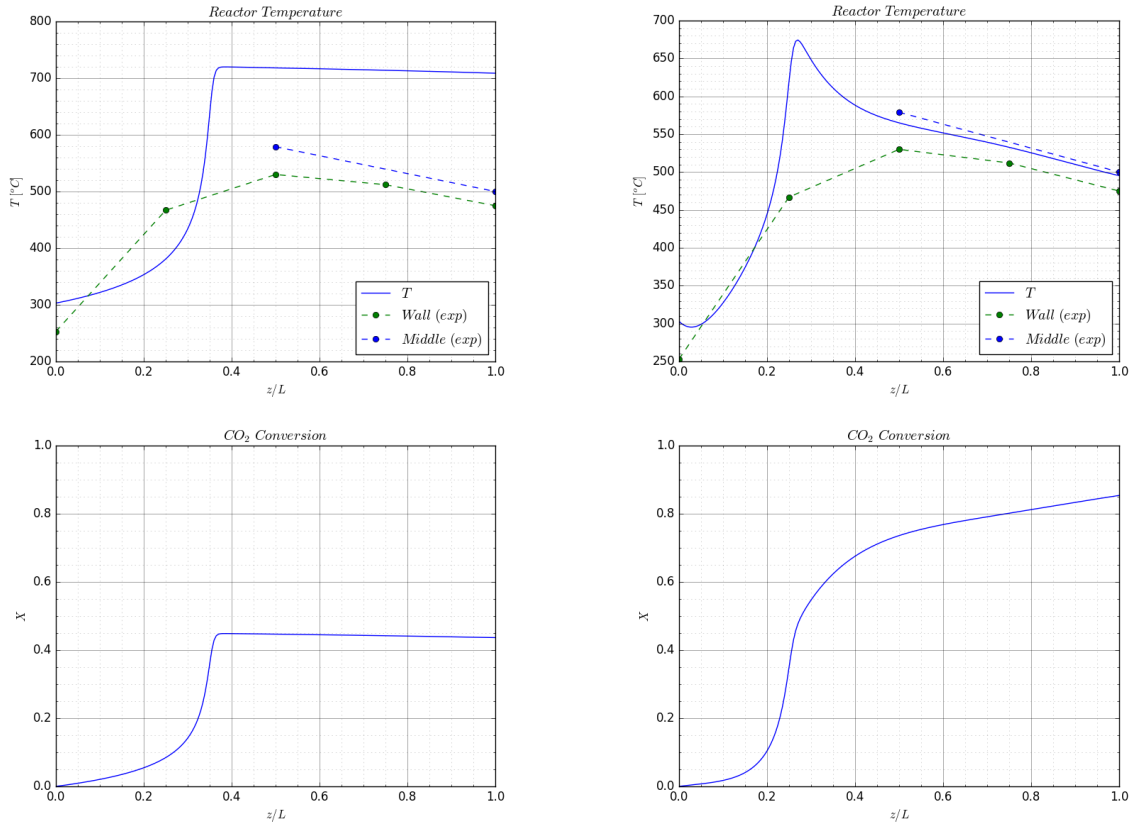 Reactor Temperature
800
700
600
500
400
300
200
T [°C]
T
Wall (exp)
Middle (exp)
0.0 0.2 0.4 0.6 0.8 1.0
z/L
Reactor Temperature
700
650
600
550
500
450
400
350
300
250
T [°C]
T
Wall (exp)
Middle (exp)
0.0 0.2 0.4 0.6 0.8 1.0
z/L
CO₂ Conversion
1.0
0.8
0.6
0.4
0.2
0.0
X
0.0 0.2 0.4 0.6 0.8 1.0
z/L
CO₂ Conversion
1.0
0.8
0.6
0.4
0.2
0.0
X
0.0 0.2 0.4 0.6 0.8 1.0
z/L